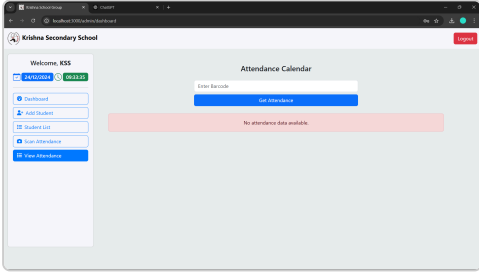 Krishna School Group
ChatGPT
localhost:3000/admin/dashboard
Krishna Secondary School
Logout
Welcome, KSS
24/12/2024
09:33:35
Dashboard
Add Student
Student List
Scan Attendance
View Attendance
Attendance Calendar
Enter Barcode
Get Attendance
No attendance data available.